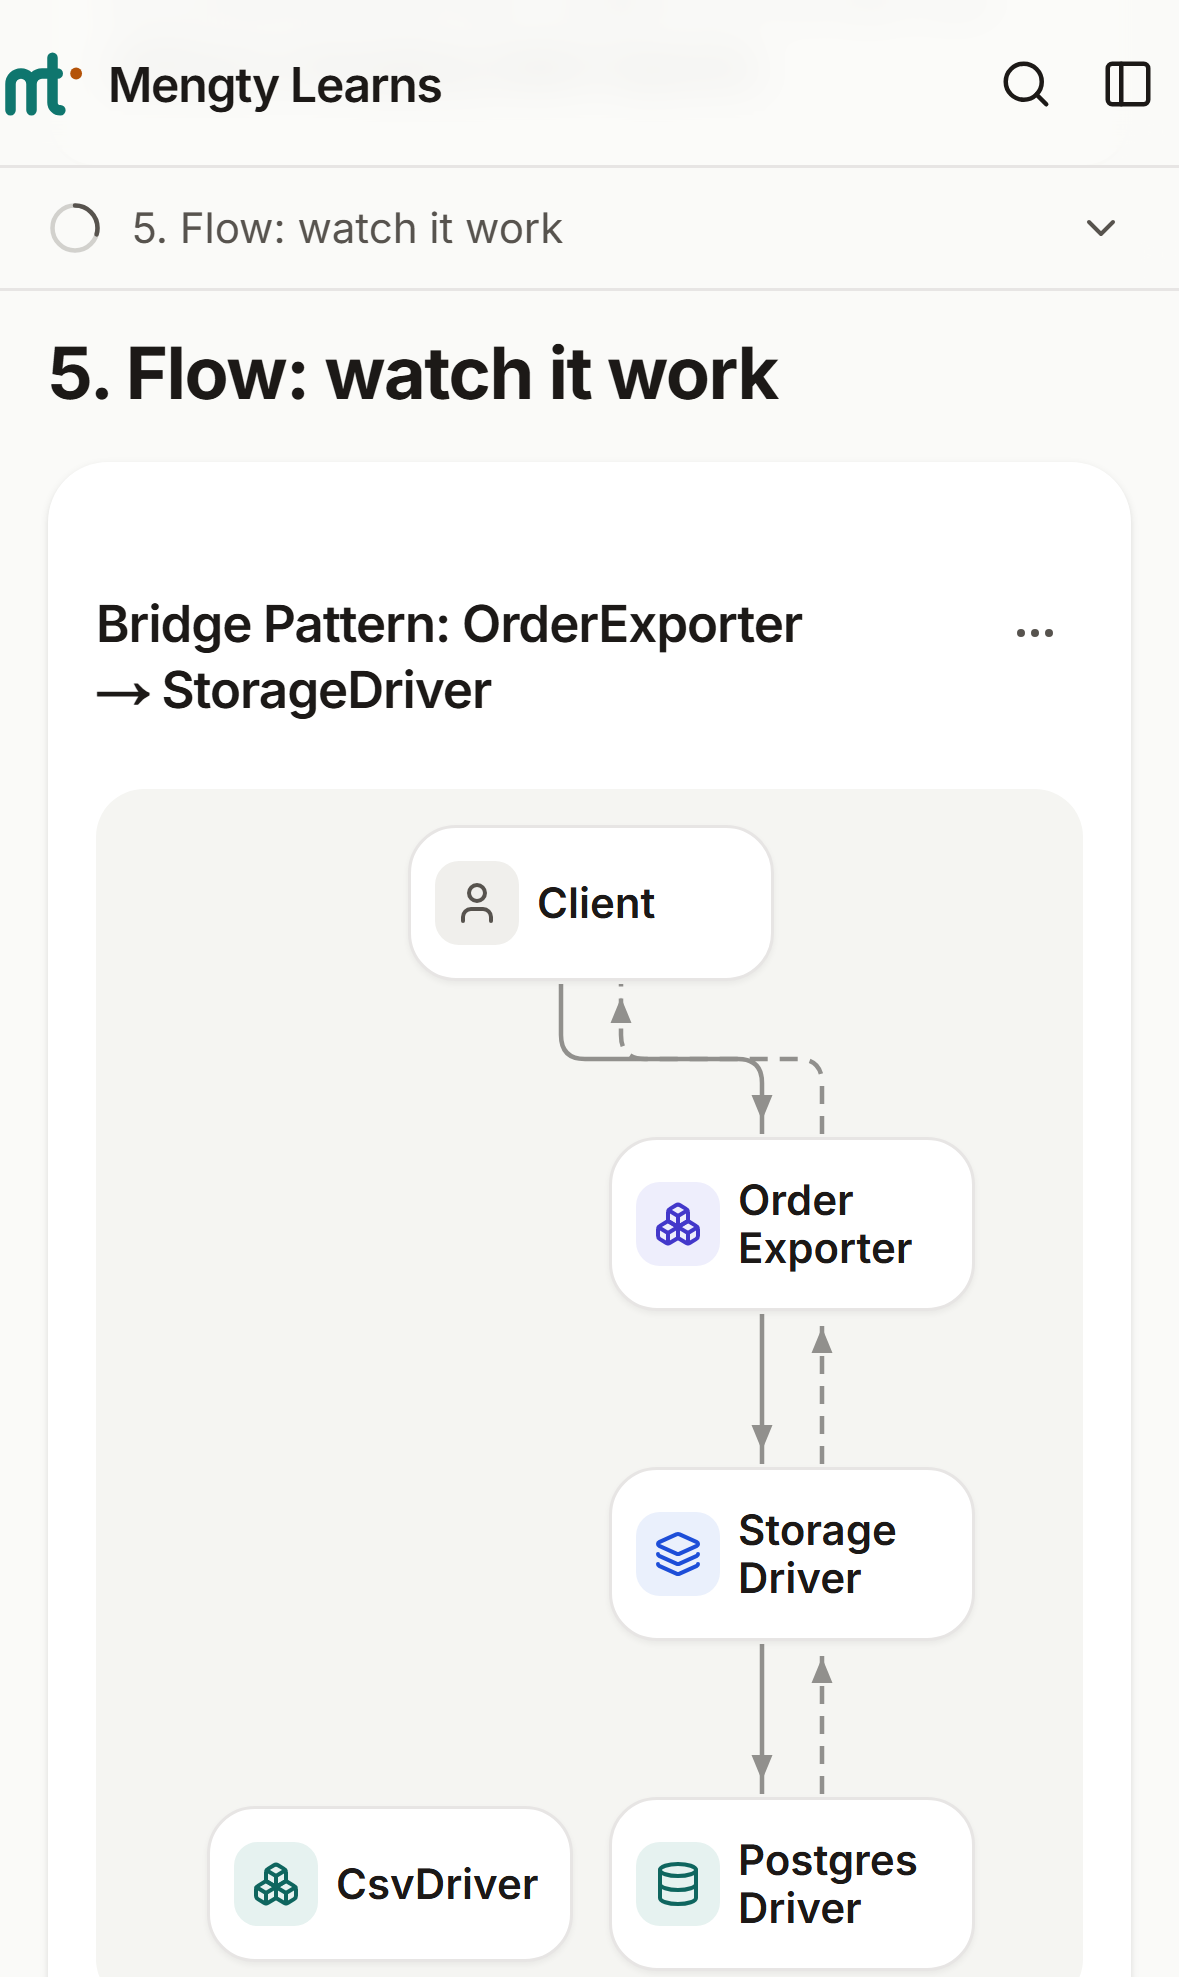 mt
Mengty Learns
5. Flow: watch it work
5. Flow: watch it work
Bridge Pattern: OrderExporter
→ StorageDriver
Client
Order
Exporter
Storage
Driver
CsvDriver
Postgres
Driver